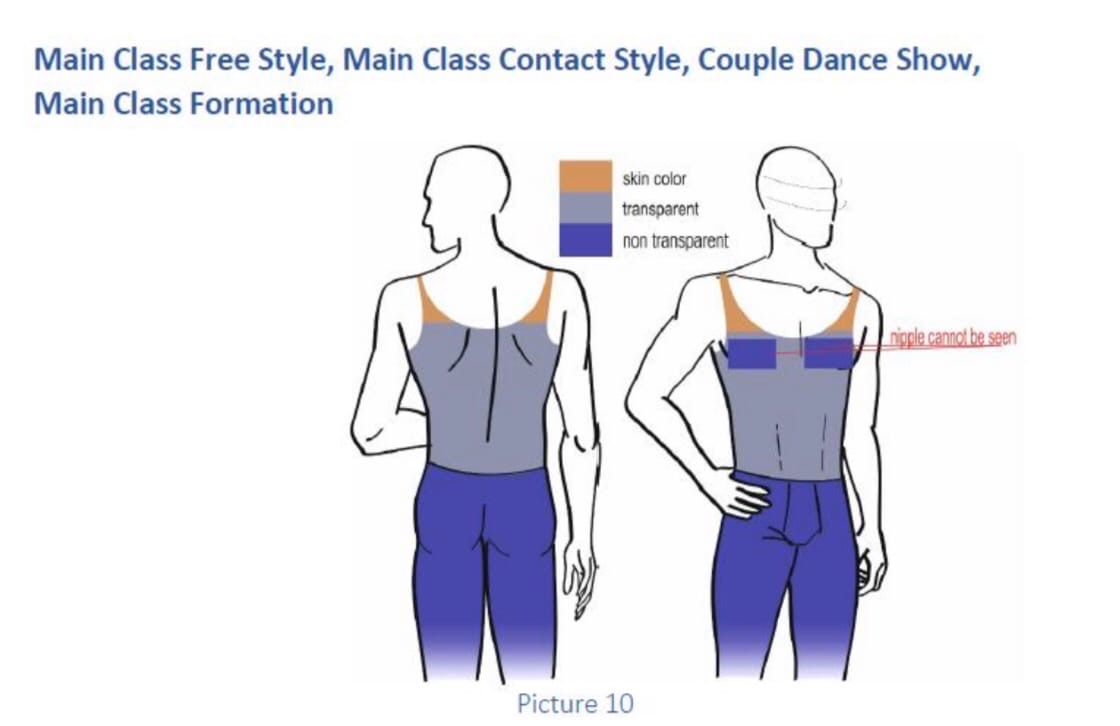 Main Class Free Style, Main Class Contact Style, Couple Dance Show,
Main Class Formation
skin color
transparent
non transparent
nipple cannot be seen
Picture 10